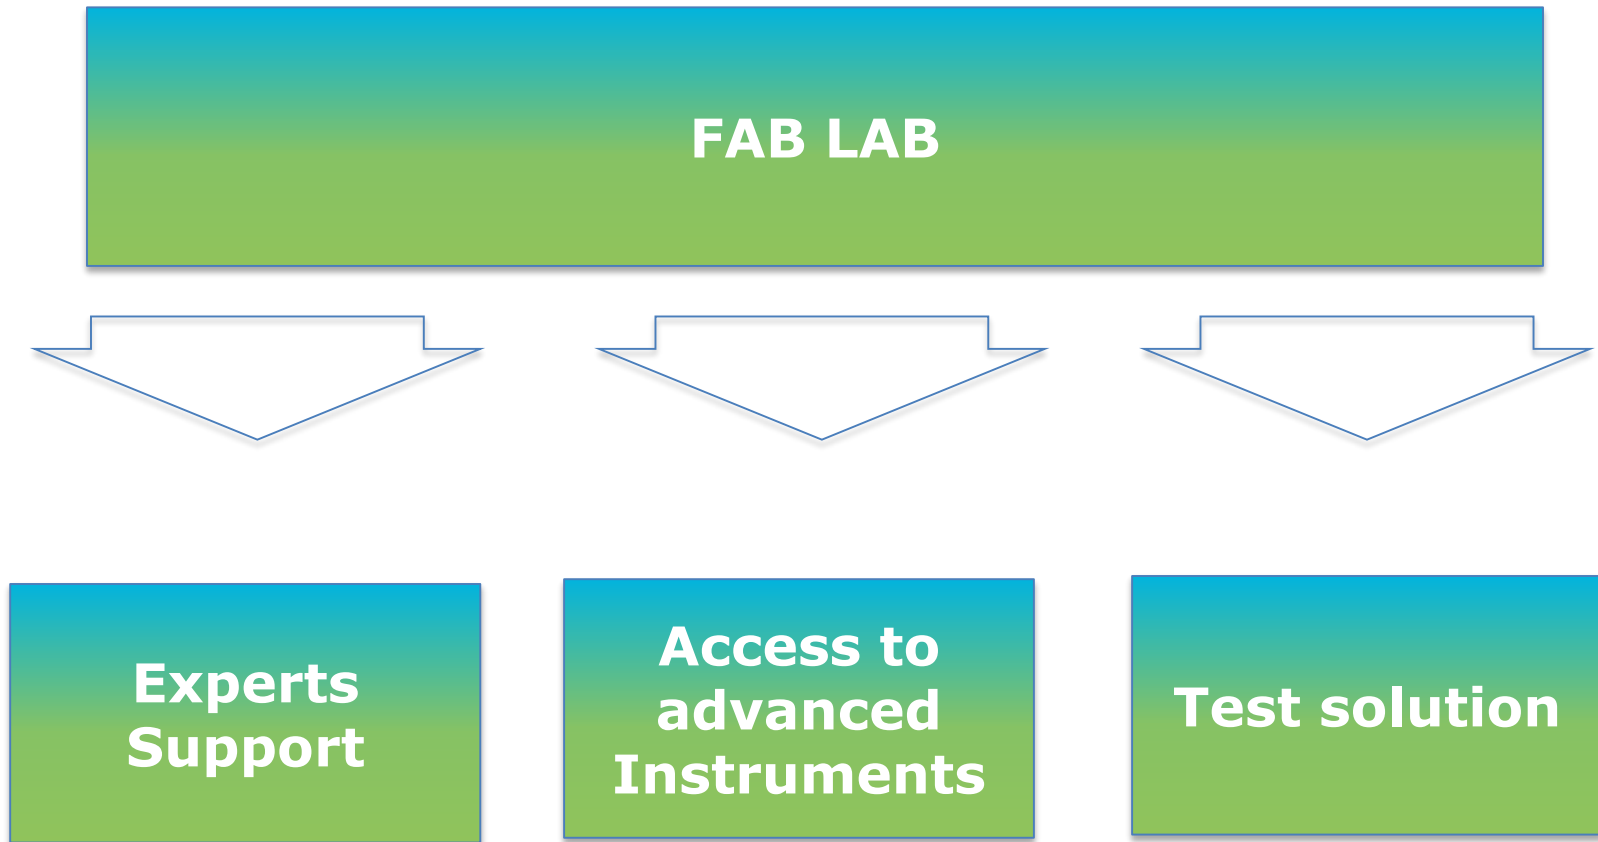 FAB LAB
Experts
Support
Access to
advanced
Instruments
Test solution